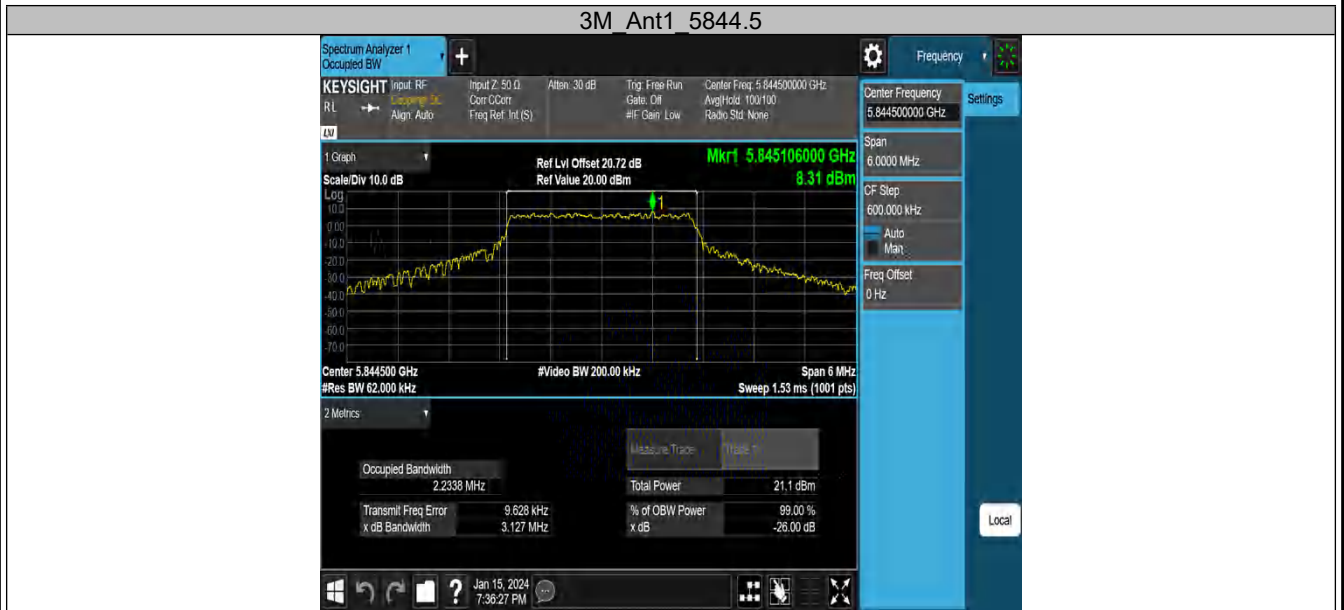 3M_Ant1_5844.5
Spectrum Analyzer 1
Occupied BW
+
Frequency
KEYSIGHT
RL
LXI
Input: RF
Coupling: DC
Align: Auto
Input Z: 50 Ω
Corr CCorr
Freq Ref: Int (S)
Atten: 30 dB
Trig: Free Run
Gate: Off
#IF Gain: Low
Center Freq: 5.844500000 GHz
Avg|Hold: 100/100
Radio Std: None
Center Frequency
5.844500000 GHz
Settings
Span
6.0000 MHz
CF Step
600.000 kHz
Auto
Man
Freq Offset
0 Hz
Local
1 Graph
Scale/Div 10.0 dB
Ref Lvl Offset 20.72 dB
Ref Value 20.00 dBm
Mkr1 5.845106000 GHz
8.31 dBm
Log
10.0
0.00
-10.0
-20.0
-30.0
-40.0
-50.0
-60.0
-70.0
1
Center 5.844500 GHz
#Res BW 62.000 kHz
#Video BW 200.00 kHz
Span 6 MHz
Sweep 1.53 ms (1001 pts)
2 Metrics
Measure Trace
Trace 1
Occupied Bandwidth
2.2338 MHz
Total Power
21.1 dBm
Transmit Freq Error
9.628 kHz
% of OBW Power
99.00 %
x dB Bandwidth
3.127 MHz
x dB
-26.00 dB
?
Jan 15, 2024
7:36:27 PM